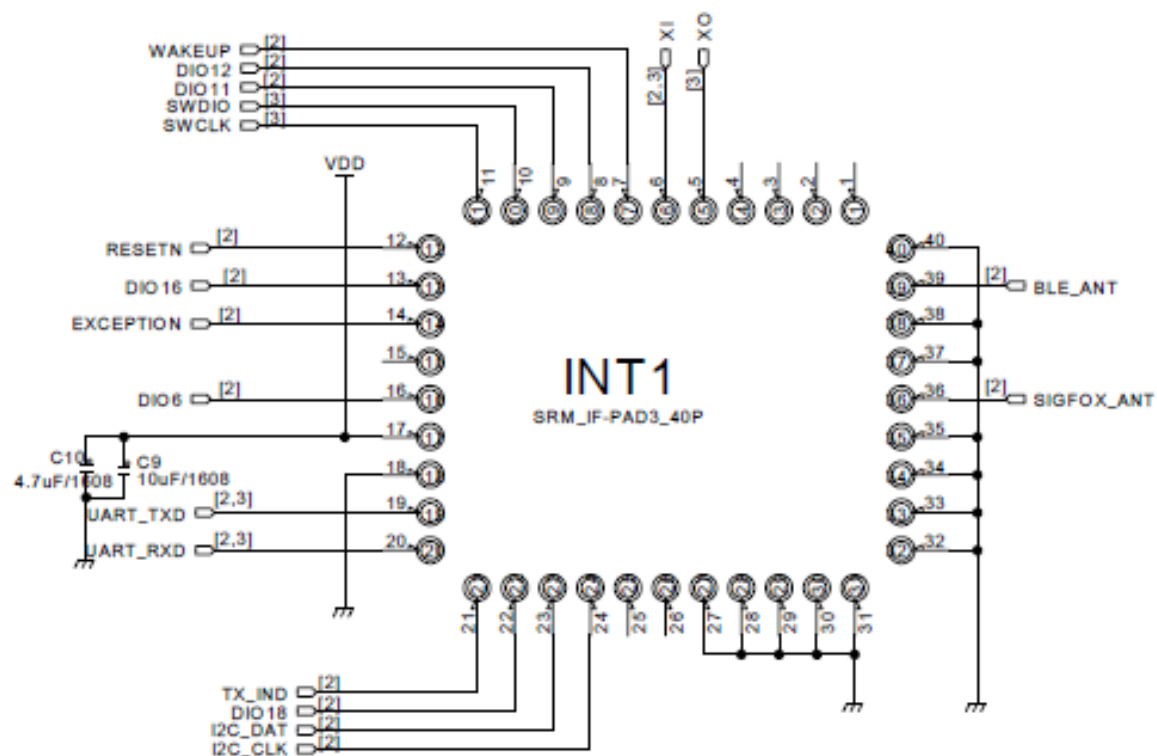 WAKEUP [2]
DIO12 [2]
DIO11 [2]
SWDIO [3]
SWCLK [3]
XI [2,3]
XO [3]
VDD
11 10 9 8 7 6 5 4 3 2 1
RESETN [2] 12
DIO16 [2] 13
EXCEPTION [2] 14
15
DIO6 [2] 16
17
18
C10
4.7uF/1608
C9
10uF/1608
UART_TXD [2,3] 19
UART_RXD [2,3] 20
INT1
SRM_IF-PAD3_40P
40
39 [2] BLE_ANT
38
37
36 [2] SIGFOX_ANT
35
34
33
32
21 22 23 24 25 26 27 28 29 30 31
TX_IND [2]
DIO18 [2]
I2C_DAT [2]
I2C_CLK [2]